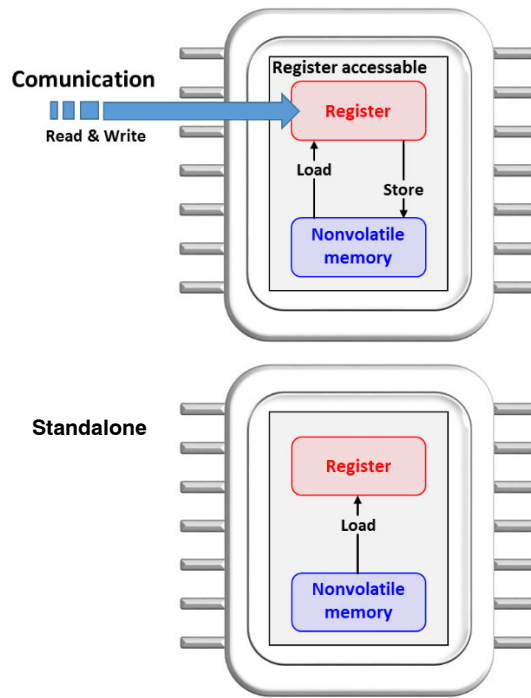 Register accessable
Comunication
Read & Write
Register
Load
Store
Nonvolatile
memory
Standalone
Register
Load
Nonvolatile
memory